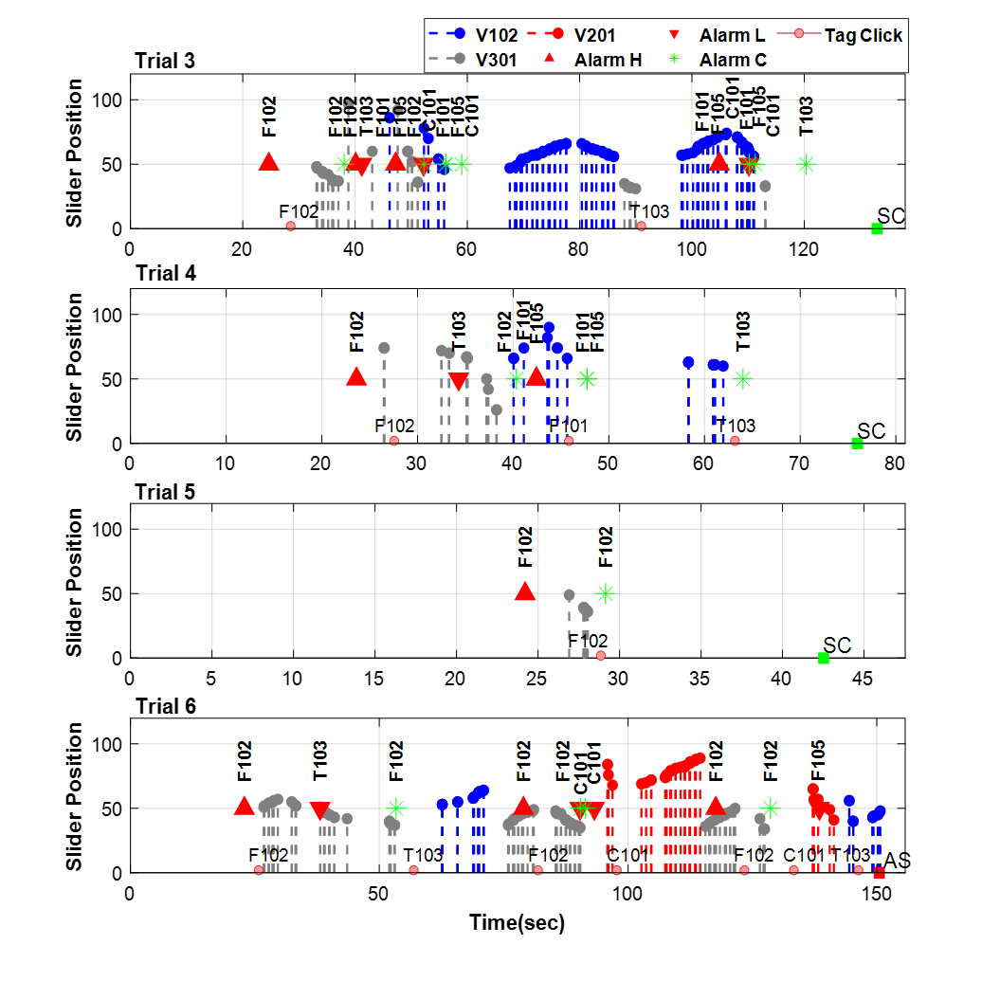 V102 V201 Alarm L Tag Click
V301 Alarm H Alarm C
Trial 3
Slider Position
100
50
0
F102 F102 F102 T103 F101 F105 F102 C101 F101 F105 C101 F101 F105 C101 F101 F105 C101 T103
F102 T103 SC
0 20 40 60 80 100 120
Trial 4
Slider Position
100
50
0
F102 T103 F102 F101 F105 F101 F105 T103
F102 F101 T103 SC
0 10 20 30 40 50 60 70 80
Trial 5
Slider Position
100
50
0
F102 F102
F102 SC
0 5 10 15 20 25 30 35 40 45
Trial 6
Slider Position
100
50
0
F102 T103 F102 F102 F102 C101 C101 F102 F102 F105
F102 T103 F102 C101 F102 C101 T103 AS
0 50 100 150
Time(sec)